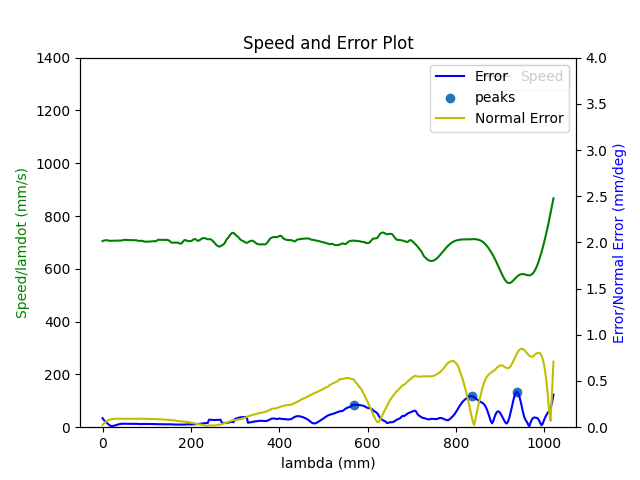 Speed and Error Plot
1400
1200
1000
800
600
400
200
0
Speed/lamdot (mm/s)
Error
Speed
peaks
Normal Error
4.0
3.5
3.0
2.5
2.0
1.5
1.0
0.5
0.0
Error/Normal Error (mm/deg)
0 200 400 600 800 1000
lambda (mm)